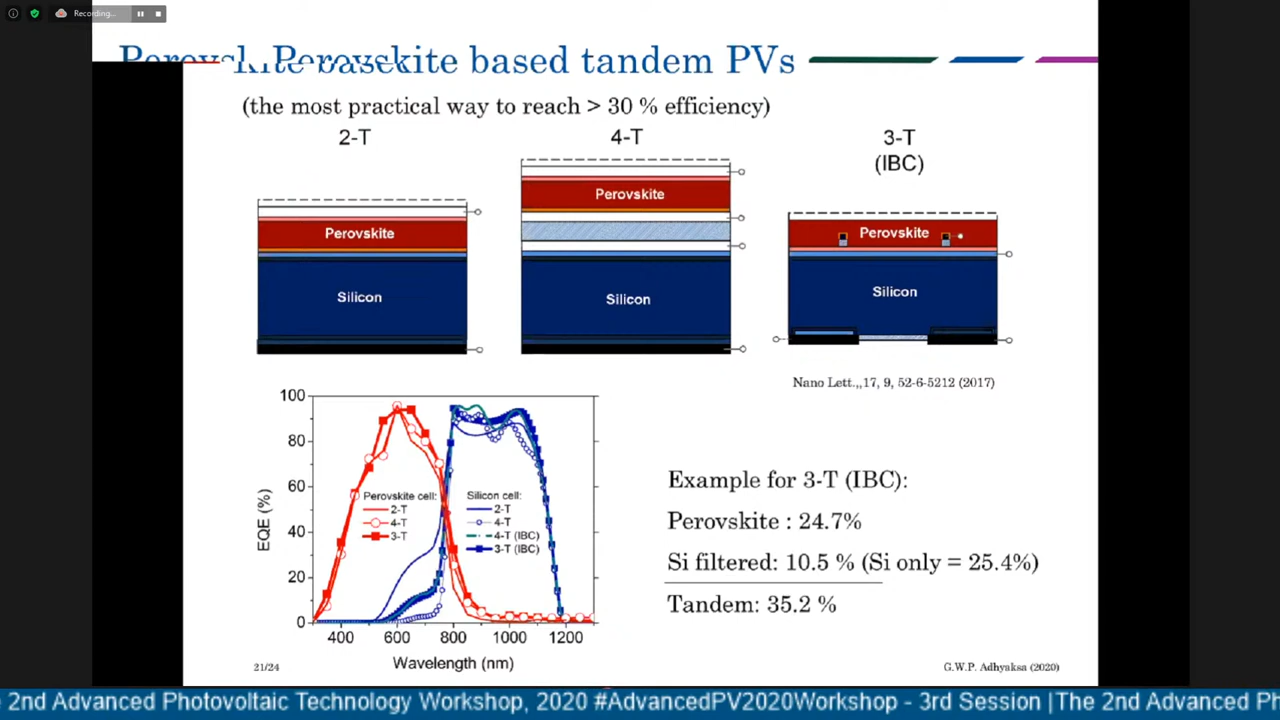 Recording...
Perovskite based tandem PVs
(the most practical way to reach > 30 % efficiency)
2-T
4-T
3-T
(IBC)
Perovskite
Silicon
Perovskite
Silicon
Perovskite
Silicon
Nano Lett.,,17, 9, 52-6-5212 (2017)
EQE (%)
100
80
60
40
20
0
400
600
800
1000
1200
Wavelength (nm)
Perovskite cell:
2-T
4-T
3-T
Silicon cell:
2-T
4-T
4-T (IBC)
3-T (IBC)
Example for 3-T (IBC):
Perovskite : 24.7%
Si filtered: 10.5 % (Si only = 25.4%)
Tandem: 35.2 %
21/24
G.W.P. Adhyaksa (2020)
2nd Advanced Photovoltaic Technology Workshop, 2020 #AdvancedPV2020Workshop - 3rd Session |The 2nd Advanced Ph